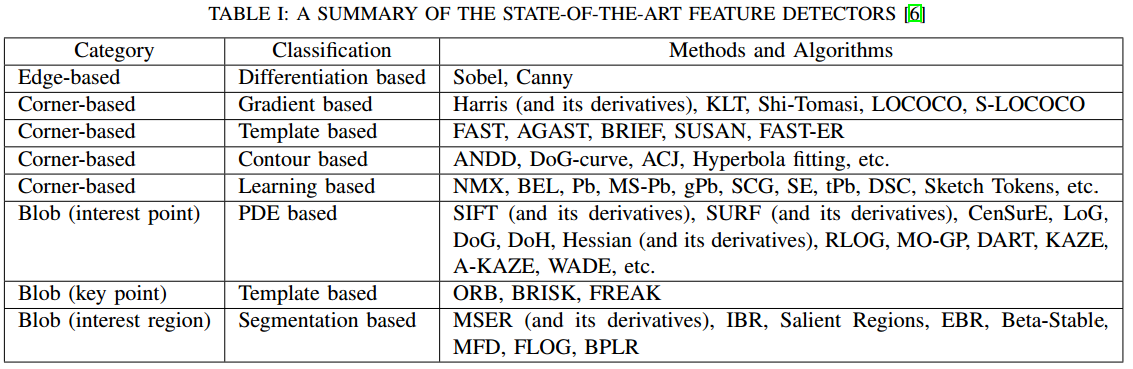 TABLE I: A SUMMARY OF THE STATE-OF-THE-ART FEATURE DETECTORS [6]
Category Classification Methods and Algorithms
Edge-based Differentiation based Sobel, Canny
Corner-based Gradient based Harris (and its derivatives), KLT, Shi-Tomasi, LOCOCO, S-LOCOCO
Corner-based Template based FAST, AGAST, BRIEF, SUSAN, FAST-ER
Corner-based Contour based ANDD, DoG-curve, ACJ, Hyperbola fitting, etc.
Corner-based Learning based NMX, BEL, Pb, MS-Pb, gPb, SCG, SE, tPb, DSC, Sketch Tokens, etc.
Blob (interest point) PDE based SIFT (and its derivatives), SURF (and its derivatives), CenSurE, LoG,
DoG, DoH, Hessian (and its derivatives), RLOG, MO-GP, DART, KAZE,
A-KAZE, WADE, etc.
Blob (key point) Template based ORB, BRISK, FREAK
Blob (interest region) Segmentation based MSER (and its derivatives), IBR, Salient Regions, EBR, Beta-Stable,
MFD, FLOG, BPLR